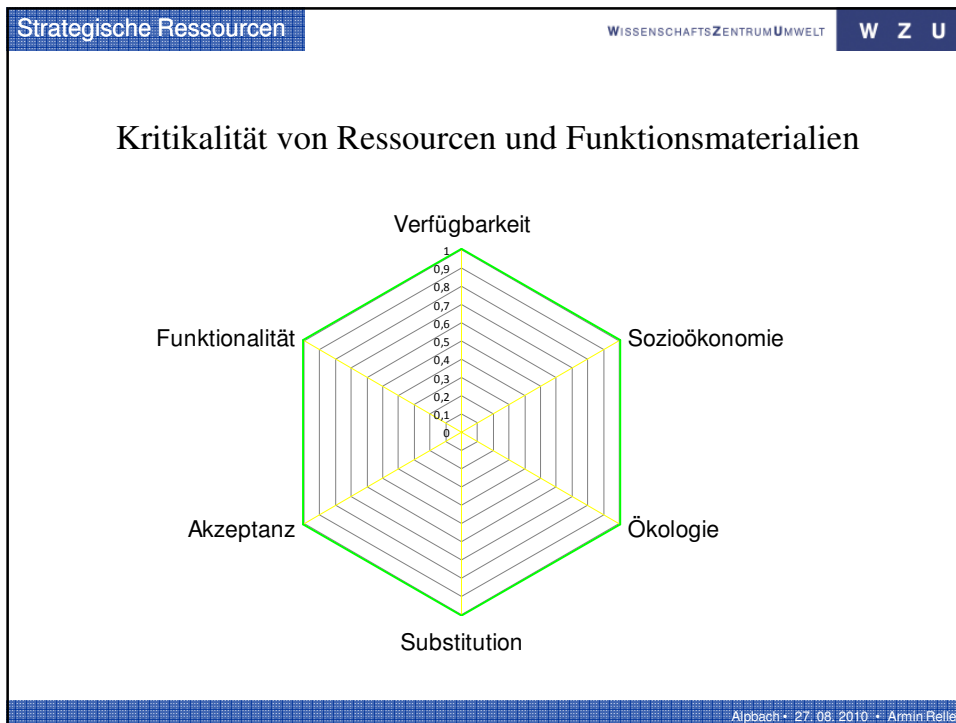 Strategische Ressourcen
WISSENSCHAFTSZENTRUMUMWELT
W Z U
Kritikalität von Ressourcen und Funktionsmaterialien
Verfügbarkeit
1
0,9
0,8
0,7
0,6
0,5
0,4
0,3
0,2
0,1
0
Funktionalität
Sozioökonomie
Akzeptanz
Ökologie
Substitution
Alpbach • 27. 08. 2010 • Armin Relle